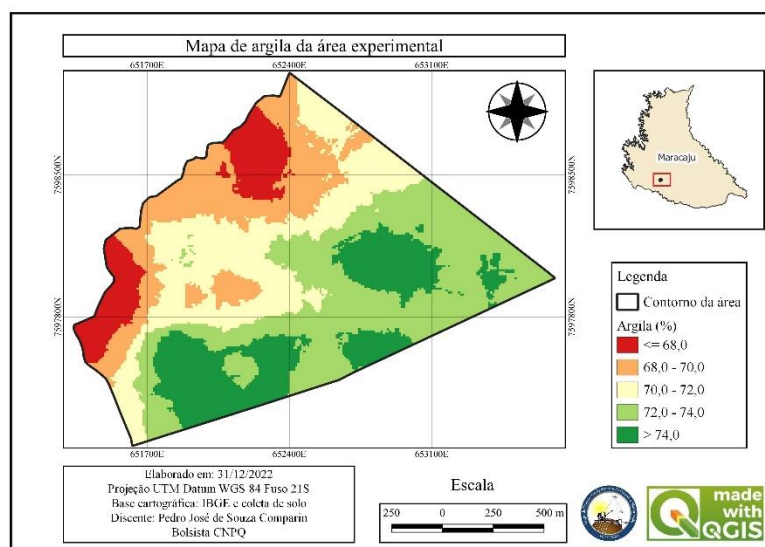 Mapa de argila da área experimental
651700E
652400E
653100E
7598500N
7598500N
7597800N
7597800N
651700E
652400E
653100E
Maracaju
Legenda
Contorno da área
Argila (%)
<= 68,0
68,0 - 70,0
70,0 - 72,0
72,0 - 74,0
> 74,0
Elaborado em: 31/12/2022
Projeção UTM Datum WGS 84 Fuso 21S
Base cartográfica: IBGE e coleta de solo
Discente: Pedro José de Souza Comparin
Bolsista CNPQ
Escala
250 0 250 500 m
made
with
QGIS